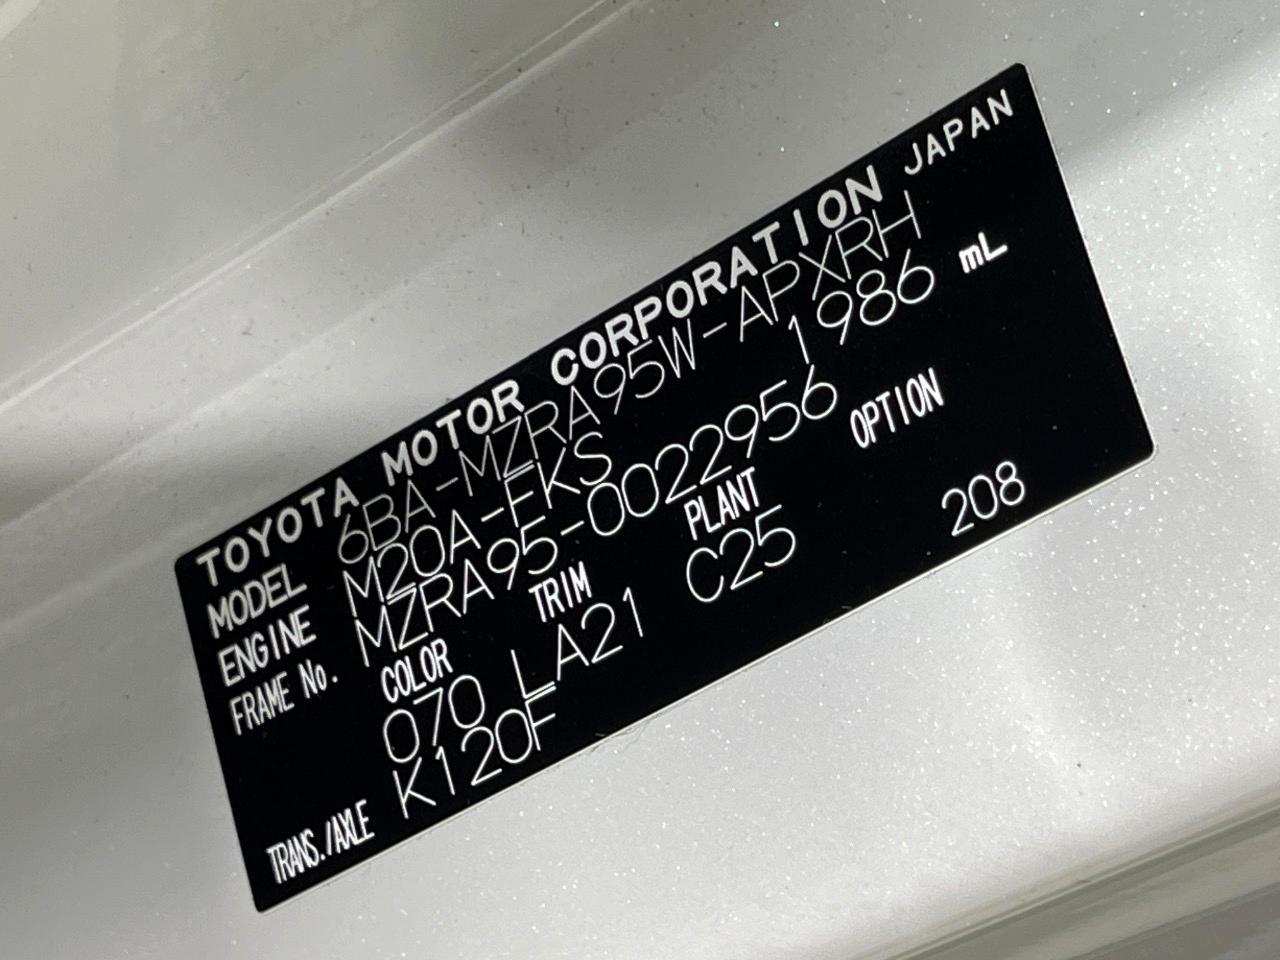 TOYOTA MOTOR CORPORATION JAPAN
MODEL 6BA-MZRA95W-APXRH
ENGINE M20A-FKS 1986 mL
FRAME No. MZRA95-0022956
COLOR TRIM PLANT OPTION
070 LA21 C25 208
TRANS./AXLE K120F